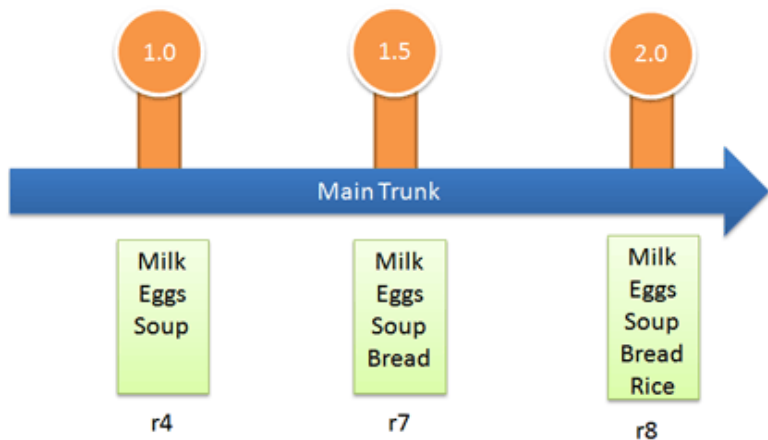 1.0
1.5
2.0
Main Trunk
Milk
Eggs
Soup
r4
Milk
Eggs
Soup
Bread
r7
Milk
Eggs
Soup
Bread
Rice
r8